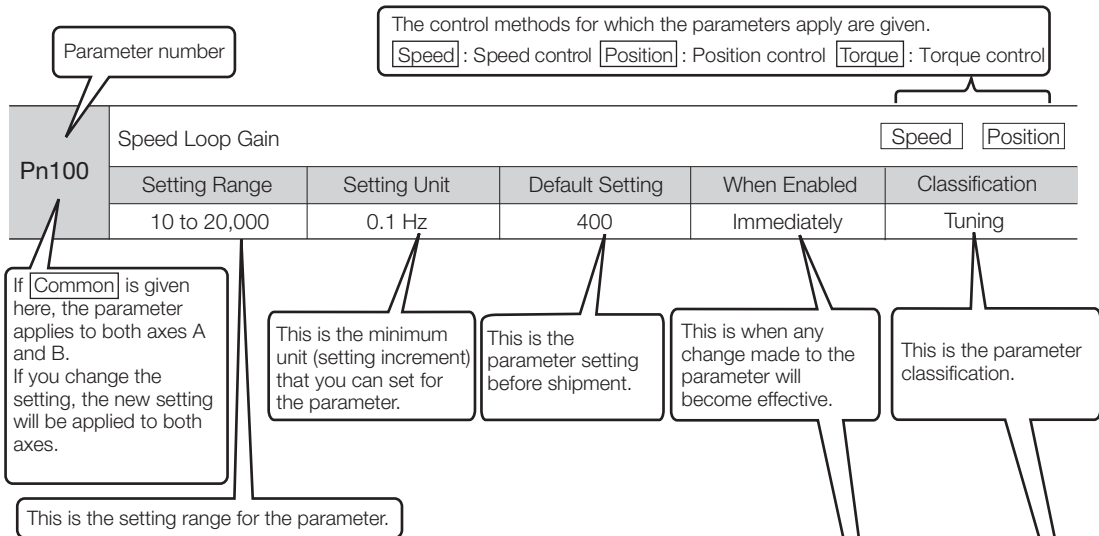 The control methods for which the parameters apply are given.
Speed : Speed control Position : Position control Torque : Torque control
Parameter number
Pn100
Speed Loop Gain
Speed Position
Setting Range Setting Unit Default Setting When Enabled Classification
10 to 20,000 0.1 Hz 400 Immediately Tuning
If Common is given
here, the parameter
applies to both axes A
and B.
If you change the
setting, the new setting
will be applied to both
axes.
This is the minimum
unit (setting increment)
that you can set for
the parameter.
This is the
parameter setting
before shipment.
This is when any
change made to the
parameter will
become effective.
This is the parameter
classification.
This is the setting range for the parameter.